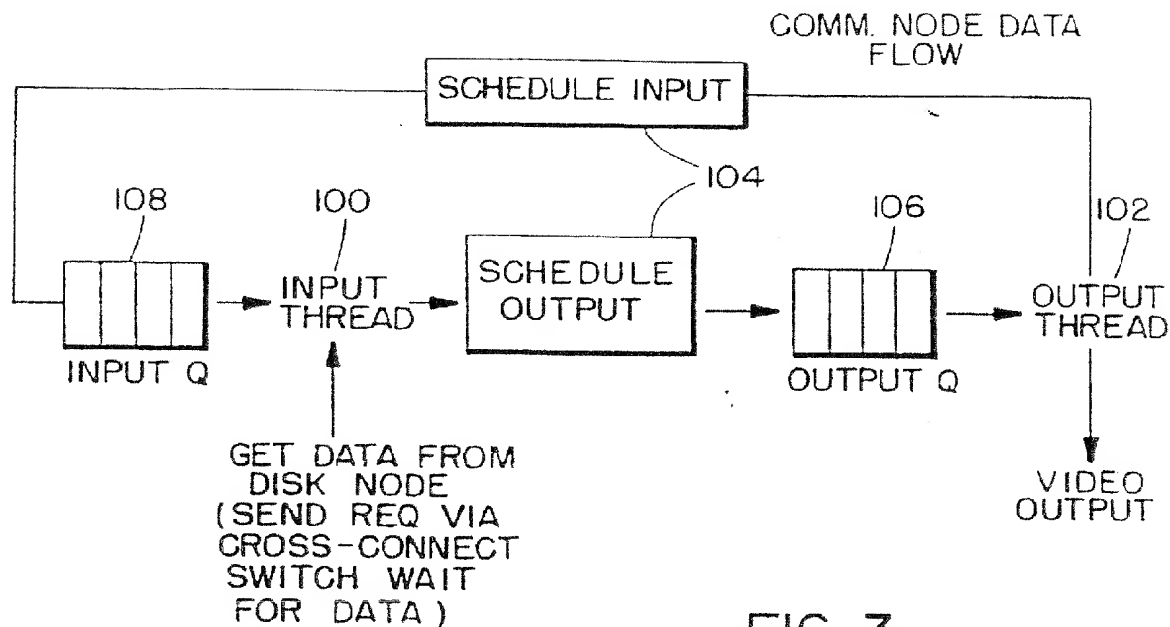 COMM. NODE DATA
FLOW
SCHEDULE INPUT
104
108
100
106
102
INPUT
THREAD
SCHEDULE
OUTPUT
OUTPUT
THREAD
INPUT Q
OUTPUT Q
GET DATA FROM
DISK NODE
(SEND REQ VIA
CROSS-CONNECT
SWITCH WAIT
FOR DATA)
VIDEO
OUTPUT